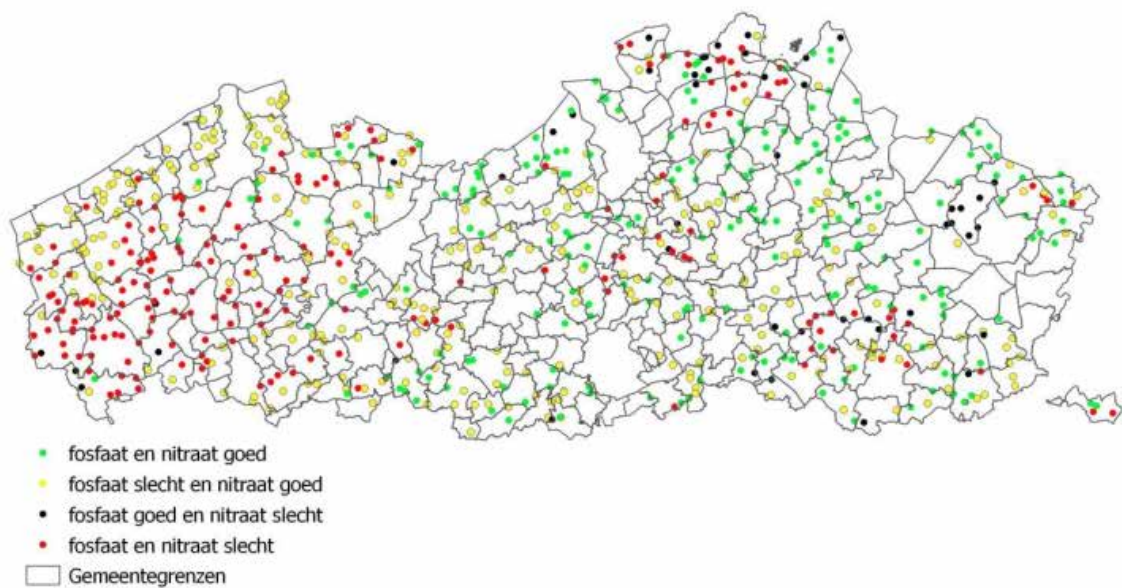 fosfaat en nitraat goed
fosfaat slecht en nitraat goed
fosfaat goed en nitraat slecht
fosfaat en nitraat slecht
Gemeentegrenzen